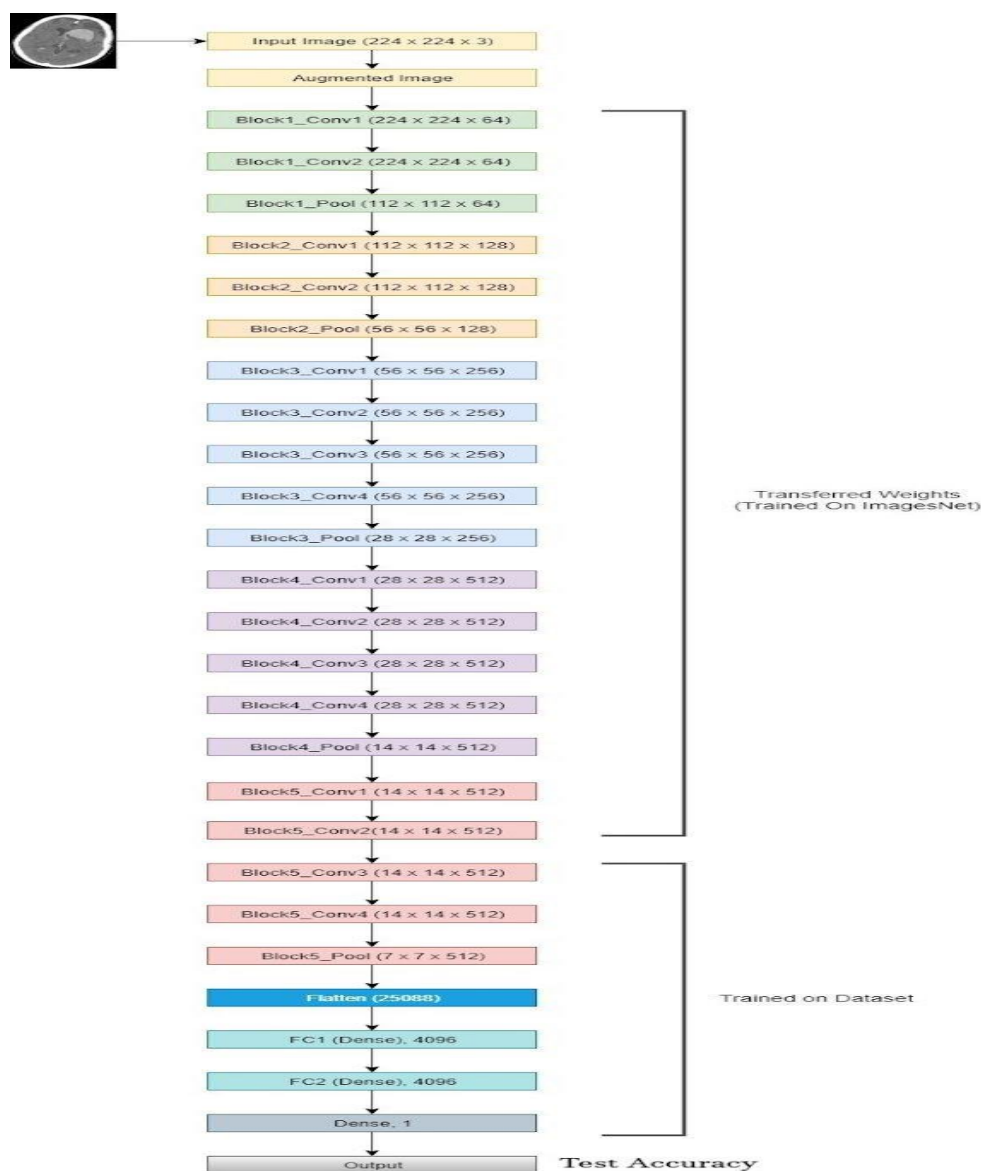 Input Image (224 x 224 x 3)
Augmented Image
Block1_Conv1 (224 x 224 x 64)
Block1_Conv2 (224 x 224 x 64)
Block1_Pool (112 x 112 x 64)
Block2_Conv1 (112 x 112 x 128)
Block2_Conv2 (112 x 112 x 128)
Block2_Pool (56 x 56 x 128)
Block3_Conv1 (56 x 56 x 256)
Block3_Conv2 (56 x 56 x 256)
Block3_Conv3 (56 x 56 x 256)
Block3_Conv4 (56 x 56 x 256)
Block3_Pool (28 x 28 x 256)
Block4_Conv1 (28 x 28 x 512)
Block4_Conv2 (28 x 28 x 512)
Block4_Conv3 (28 x 28 x 512)
Block4_Conv4 (28 x 28 x 512)
Block4_Pool (14 x 14 x 512)
Block5_Conv1 (14 x 14 x 512)
Block5_Conv2(14 x 14 x 512)
Transferred Weights
(Trained On ImagesNet)
Block5_Conv3 (14 x 14 x 512)
Block5_Conv4 (14 x 14 x 512)
Block5_Pool (7 x 7 x 512)
Flatten (25088)
FC1 (Dense), 4096
FC2 (Dense), 4096
Dense, 1
Trained on Dataset
Output
Test Accuracy